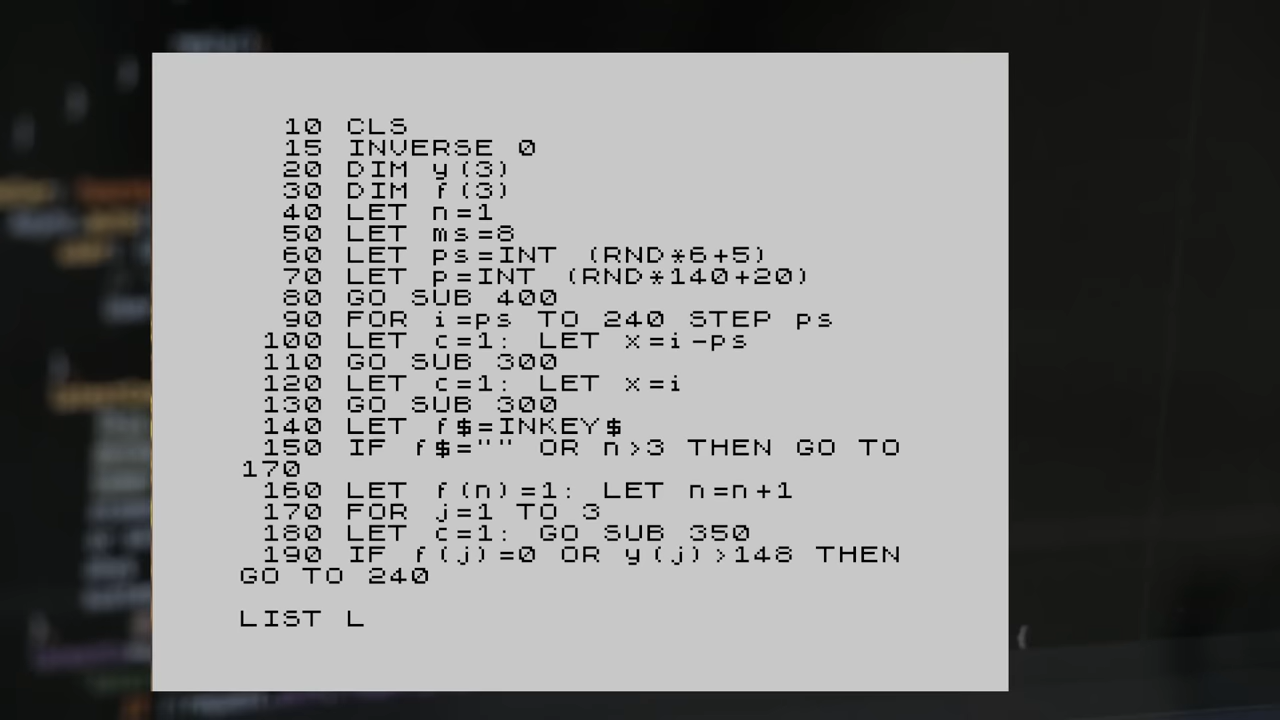 10 CLS
15 INVERSE 0
20 DIM y(3)
30 DIM f(3)
40 LET n=1
50 LET ms=8
60 LET ps=INT (RND*6+5)
70 LET p=INT (RND*140+20)
80 GO SUB 400
90 FOR i=ps TO 240 STEP ps
100 LET c=1: LET x=i-ps
110 GO SUB 300
120 LET c=1: LET x=i
130 GO SUB 300
140 LET f$=INKEY$
150 IF f$="" OR n>3 THEN GO TO
170
160 LET f(n)=1: LET n=n+1
170 FOR j=1 TO 3
180 LET c=1: GO SUB 350
190 IF f(j)=0 OR y(j)>148 THEN
GO TO 240
LIST L